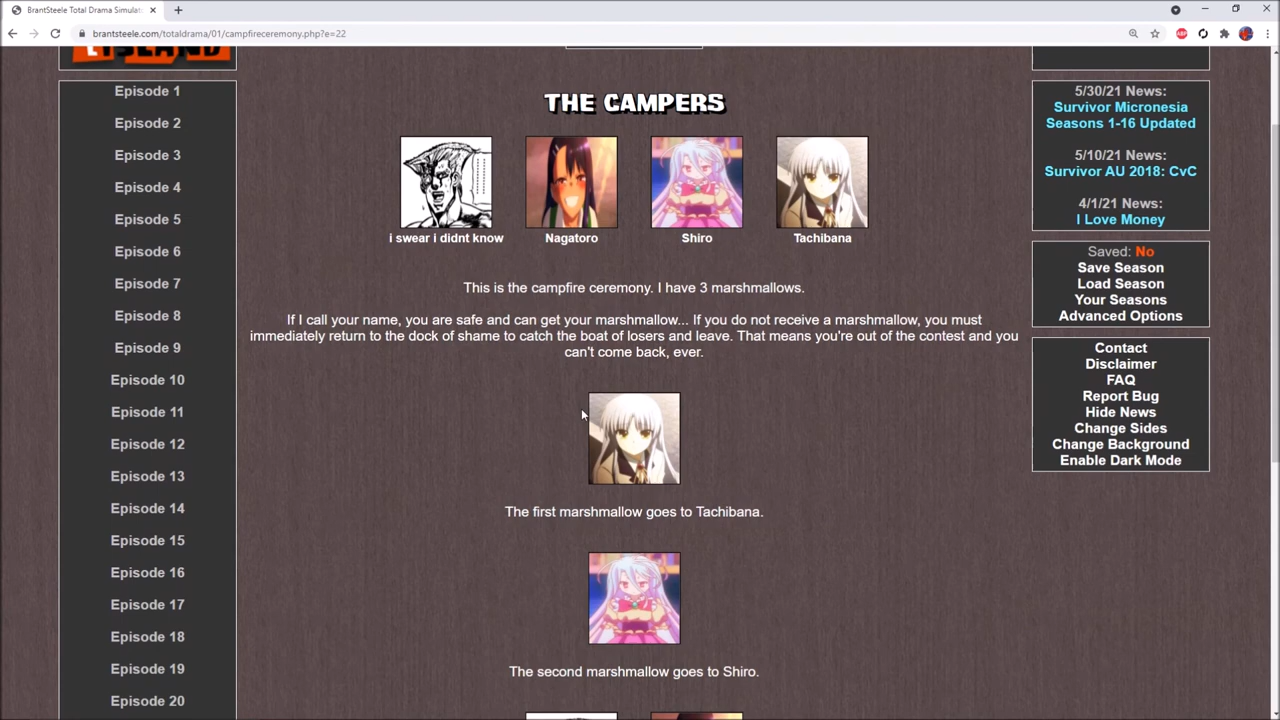 BrantSteele Total Drama Simulat
brantsteele.com/totaldrama/01/campfireceremony.php?e=22
ABP
ISLAND
Episode 1
Episode 2
Episode 3
Episode 4
Episode 5
Episode 6
Episode 7
Episode 8
Episode 9
Episode 10
Episode 11
Episode 12
Episode 13
Episode 14
Episode 15
Episode 16
Episode 17
Episode 18
Episode 19
Episode 20
THE CAMPERS
i swear i didnt know
Nagatoro
Shiro
Tachibana
This is the campfire ceremony. I have 3 marshmallows.
If I call your name, you are safe and can get your marshmallow... If you do not receive a marshmallow, you must
immediately return to the dock of shame to catch the boat of losers and leave. That means you're out of the contest and you
can't come back, ever.
The first marshmallow goes to Tachibana.
The second marshmallow goes to Shiro.
5/30/21 News:
Survivor Micronesia
Seasons 1-16 Updated
5/10/21 News:
Survivor AU 2018: CvC
4/1/21 News:
I Love Money
Saved: No
Save Season
Load Season
Your Seasons
Advanced Options
Contact
Disclaimer
FAQ
Report Bug
Hide News
Change Sides
Change Background
Enable Dark Mode